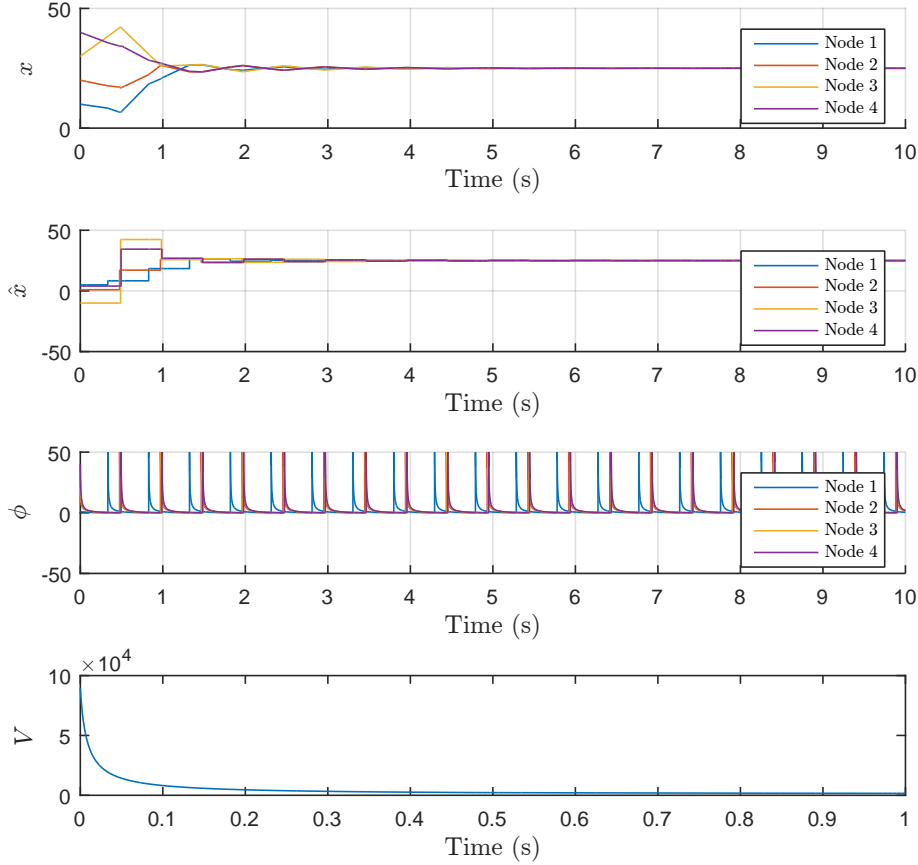 50
x
0
Node 1
Node 2
Node 3
Node 4
0 1 2 3 4 5 6 7 8 9 10
Time (s)
50
x̂
0
-50
Node 1
Node 2
Node 3
Node 4
0 1 2 3 4 5 6 7 8 9 10
Time (s)
50
ϕ
0
-50
Node 1
Node 2
Node 3
Node 4
0 1 2 3 4 5 6 7 8 9 10
Time (s)
×10⁴
10
V
5
0
0 0.1 0.2 0.3 0.4 0.5 0.6 0.7 0.8 0.9 1
Time (s)